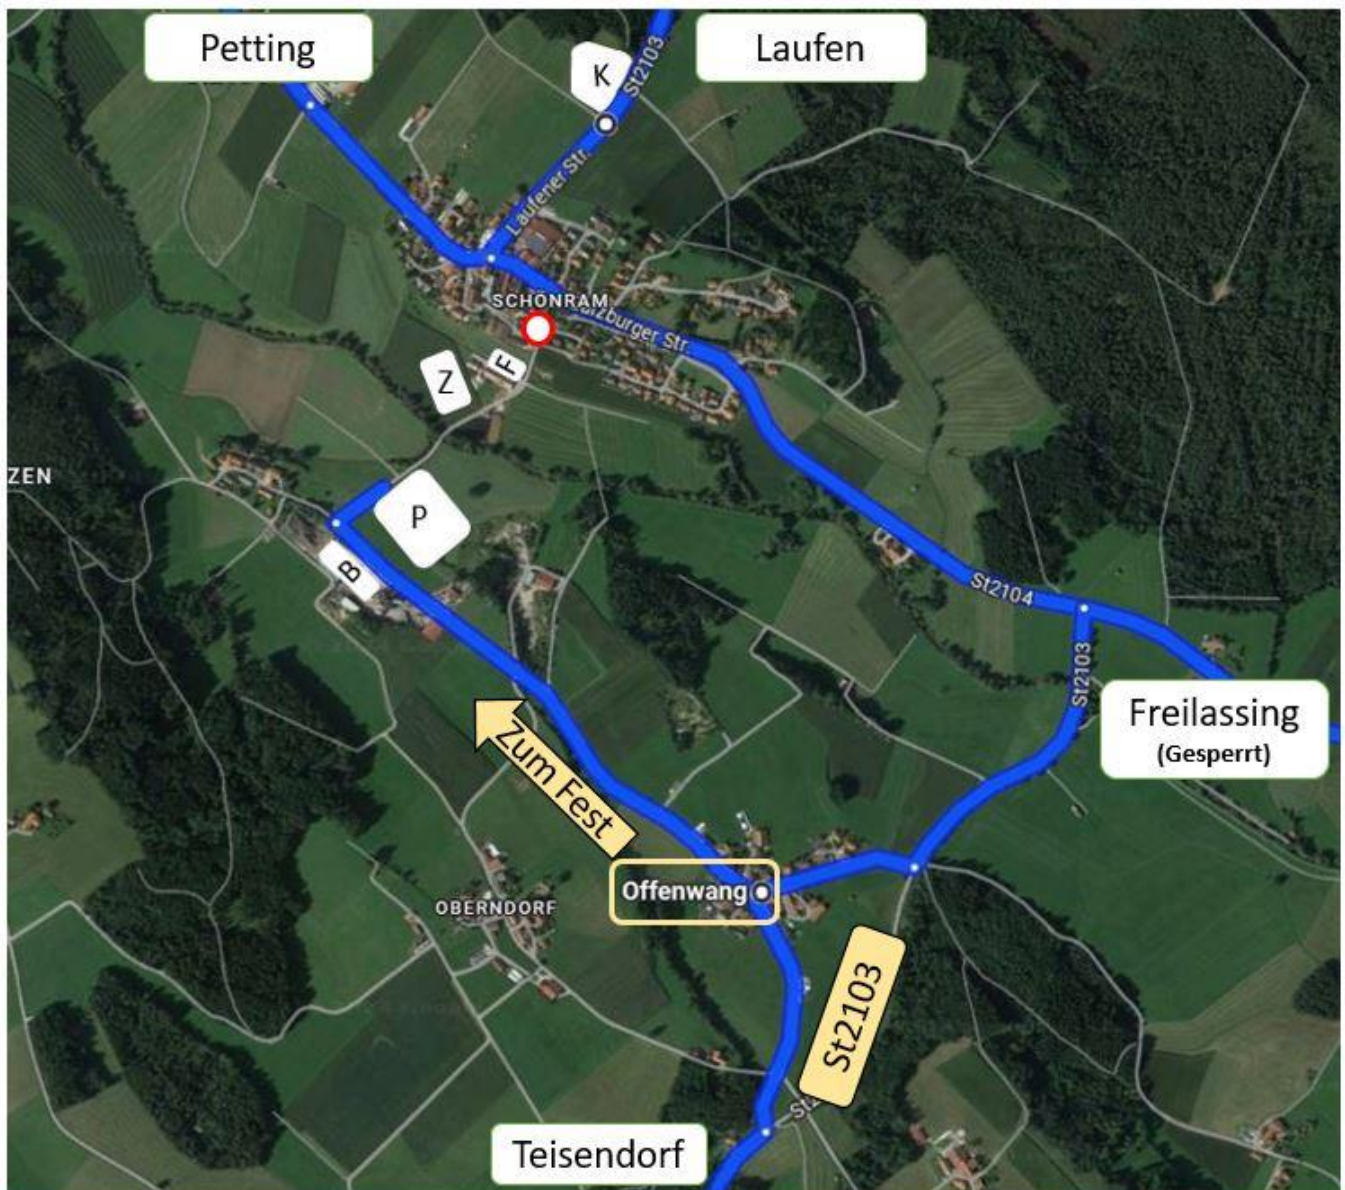 Petting
Laufen
K
St2103
Laufener Str.
SCHÖNRAM
Salzburger Str.
Z
F
ZEN
P
B
St2104
St2103
Freilassing
(Gesperrt)
Zum Fest
Offenwang
OBERNDORF
St2103
Teisendorf